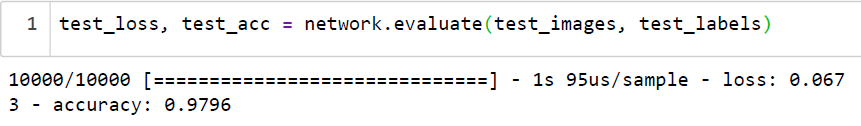 1 test_loss, test_acc = network.evaluate(test_images, test_labels)
10000/10000 [==============================] - 1s 95us/sample - loss: 0.067
3 - accuracy: 0.9796